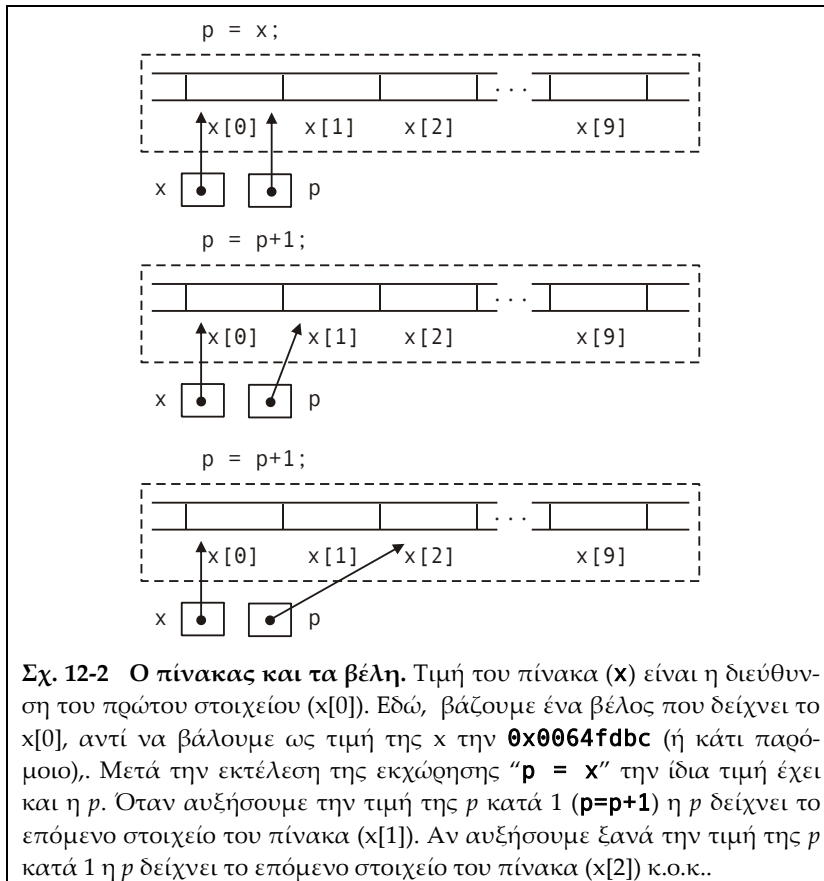 p = x;
. . .
x[0] x[1] x[2] x[9]
x p
p = p+1;
. . .
x[0] x[1] x[2] x[9]
x p
p = p+1;
. . .
x[0] x[1] x[2] x[9]
x p
Σχ. 12-2 Ο πίνακας και τα βέλη. Τιμή του πίνακα (x) είναι η διεύθυν-
ση του πρώτου στοιχείου (x[0]). Εδώ, βάζουμε ένα βέλος που δείχνει το
x[0], αντί να βάλουμε ως τιμή της x την 0x0064fdbc (ή κάτι παρό-
μοιο),. Μετά την εκτέλεση της εκχώρησης “p = x” την ίδια τιμή έχει
και η p. Όταν αυξήσουμε την τιμή της p κατά 1 (p=p+1) η p δείχνει το
επόμενο στοιχείο του πίνακα (x[1]). Αν αυξήσουμε ξανά την τιμή της p
κατά 1 η p δείχνει το επόμενο στοιχείο του πίνακα (x[2]) κ.ο.κ..